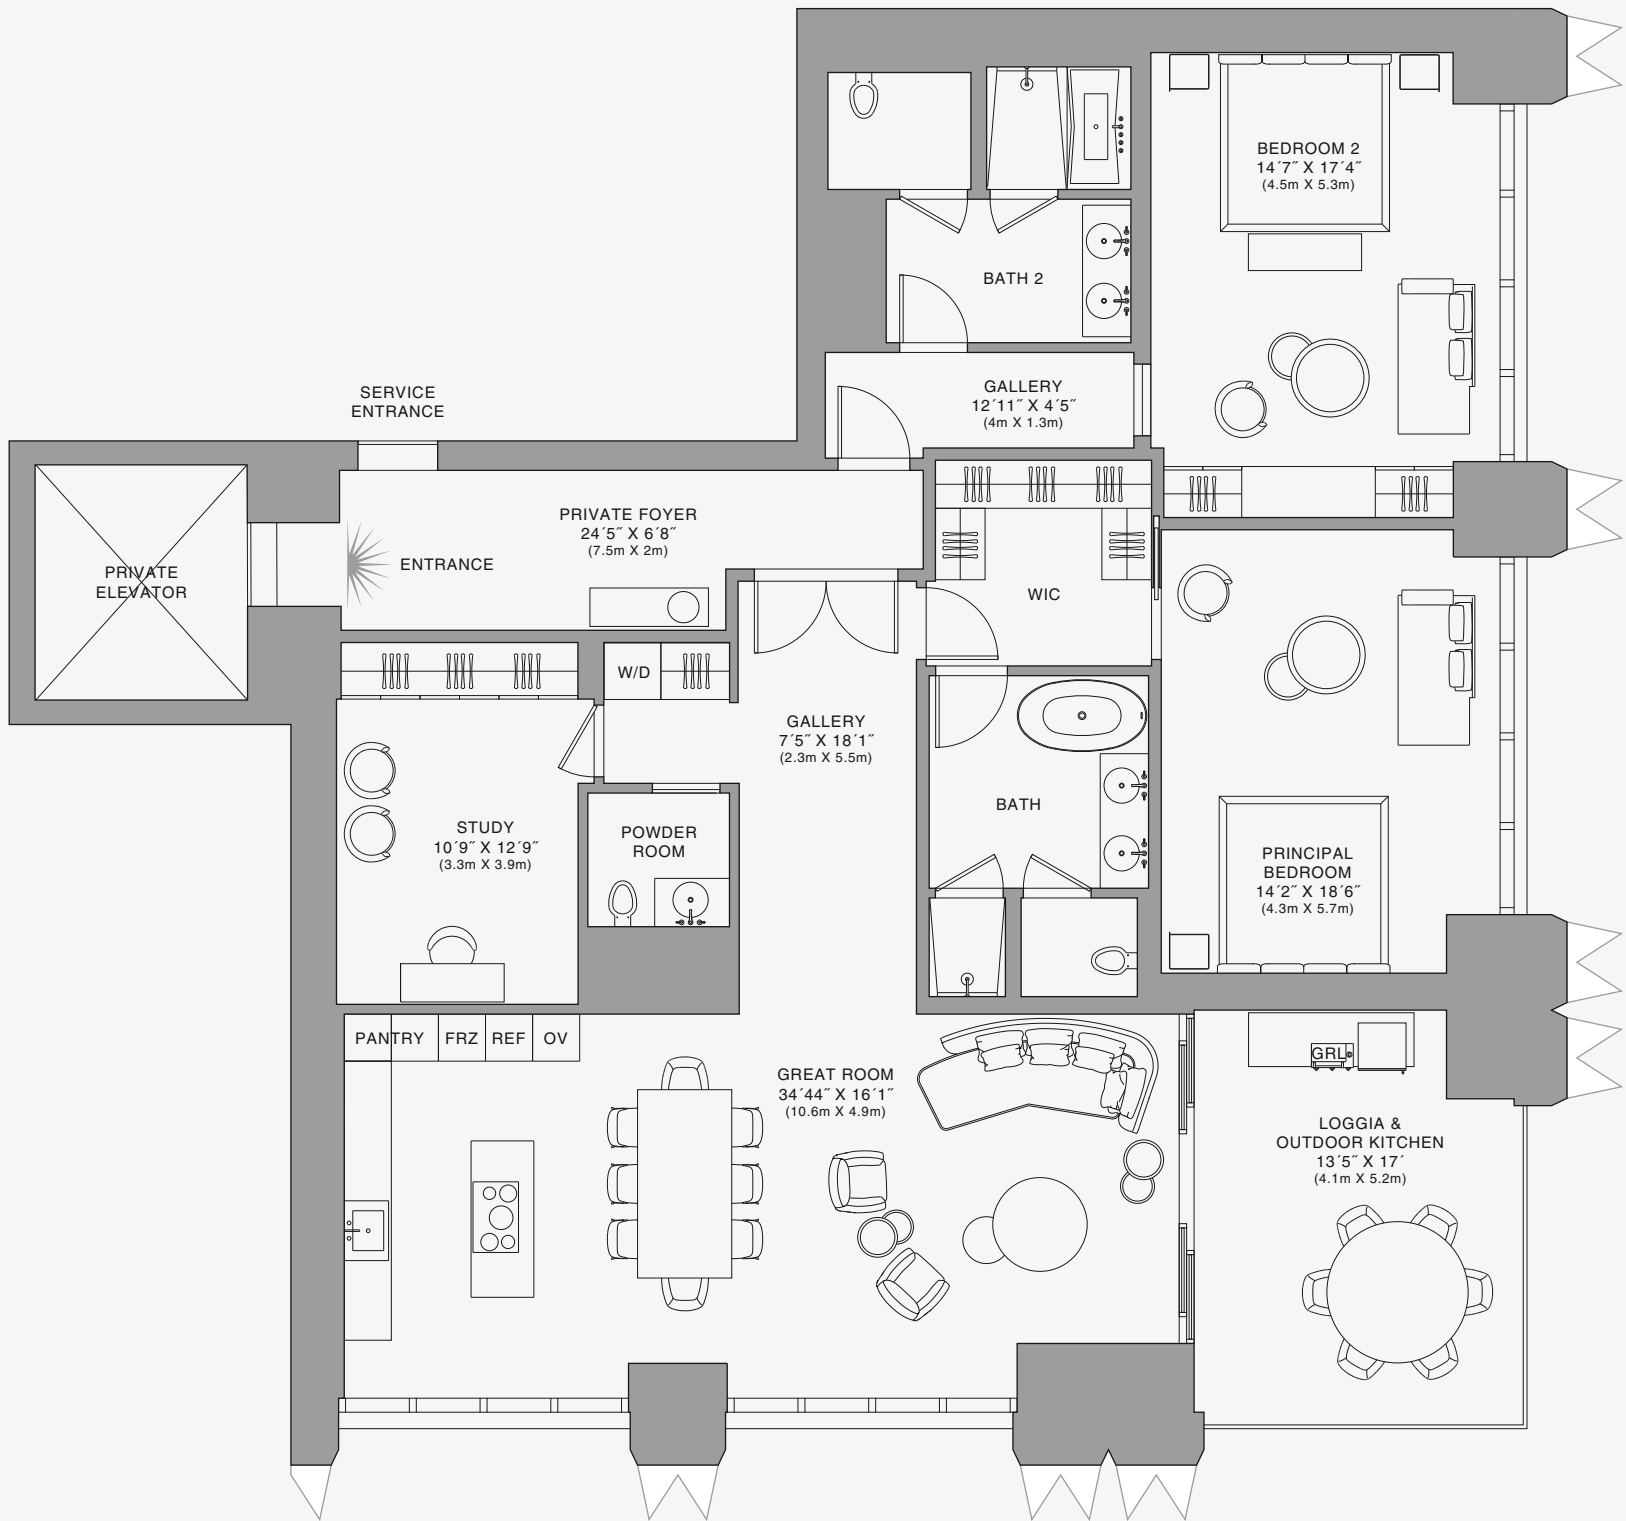 BEDROOM 2
14´7˝ X 17´4˝
(4.5m X 5.3m)
BATH 2
GALLERY
12´11˝ X 4´5˝
(4m X 1.3m)
SERVICE
ENTRANCE
PRIVATE FOYER
24´5˝ X 6´8˝
(7.5m X 2m)
ENTRANCE
PRIVATE
ELEVATOR
WIC
W/D
GALLERY
7´5˝ X 18´1˝
(2.3m X 5.5m)
BATH
STUDY
10´9˝ X 12´9˝
(3.3m X 3.9m)
POWDER
ROOM
PRINCIPAL
BEDROOM
14´2˝ X 18´6˝
(4.3m X 5.7m)
PANTRY
FRZ
REF
OV
GREAT ROOM
34´44˝ X 16´1˝
(10.6m X 4.9m)
GRL
LOGGIA &
OUTDOOR KITCHEN
13´5˝ X 17´
(4.1m X 5.2m)